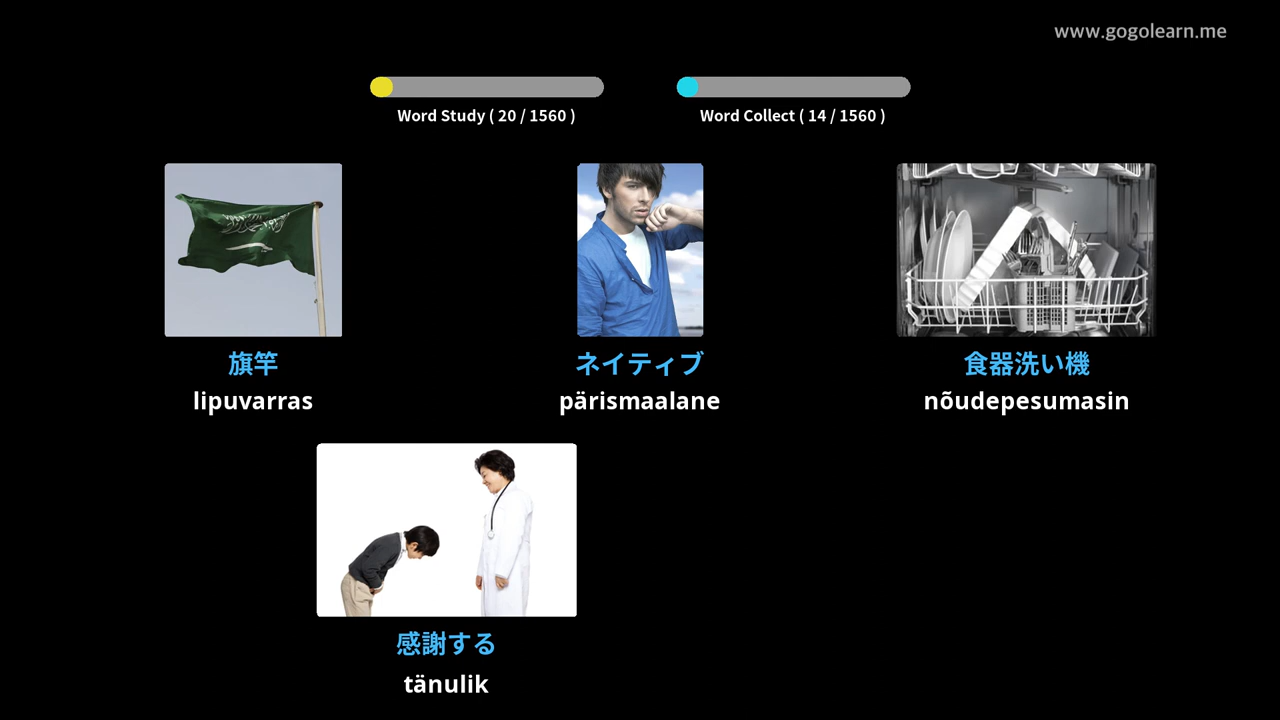 www.gogolearn.me
Word Study ( 20 / 1560 )
Word Collect ( 14 / 1560 )
旗竿
lipuvarras
ネイティブ
pärismaalane
食器洗い機
nõudepesumasin
感謝する
tänulik